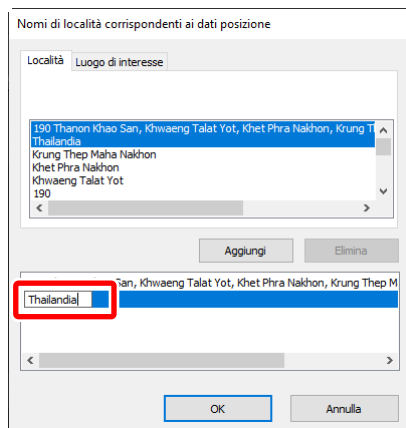 Nomi di località corrispondenti ai dati posizione
Località Luogo di interesse
190 Thanon Khao San, Khwaeng Talat Yot, Khet Phra Nakhon, Krung T
Thailandia
Krung Thep Maha Nakhon
Khet Phra Nakhon
Khwaeng Talat Yot
190
Aggiungi Elimina
San, Khwaeng Talat Yot, Khet Phra Nakhon, Krung Thep M
Thailandia
OK Annulla